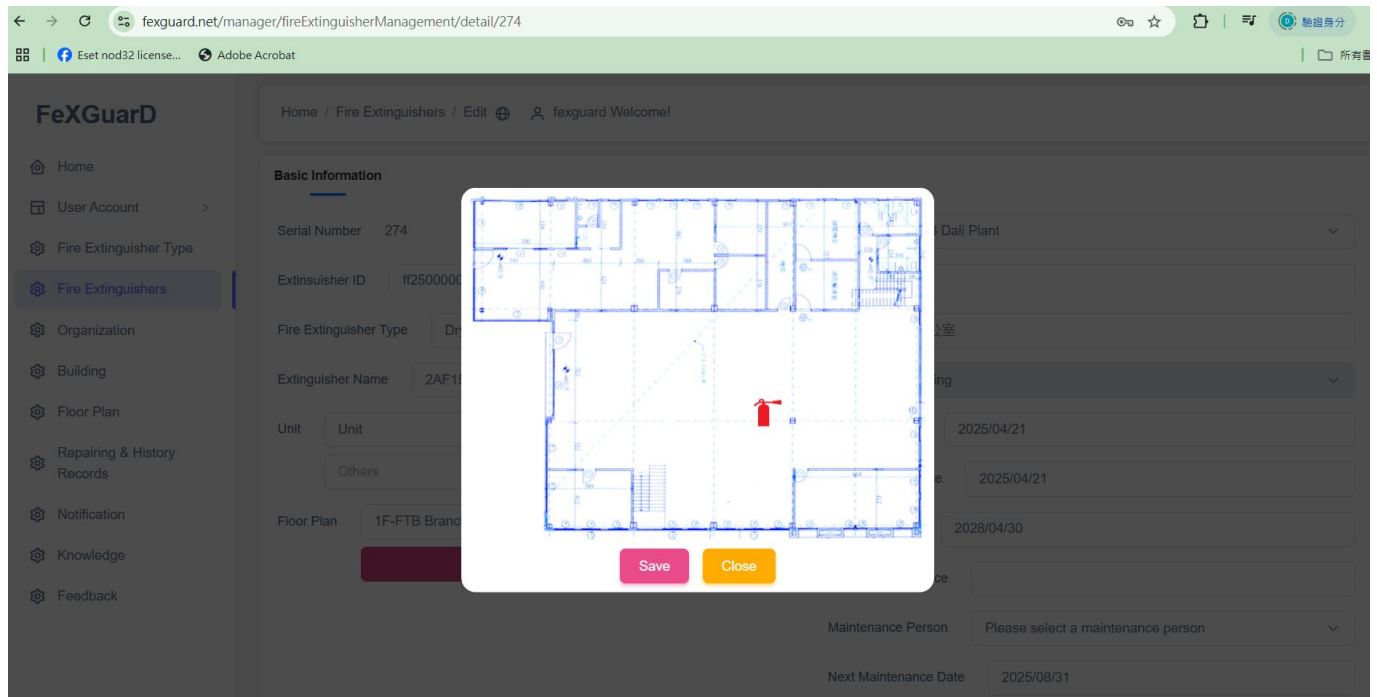 fexguard.net/manager/fireExtinguisherManagement/detail/274
驗證身分
Eset nod32 license...
Adobe Acrobat
所有書
FeXGuarD
Home / Fire Extinguishers / Edit
fexguard Welcome!
Home
User Account
Fire Extinguisher Type
Fire Extinguishers
Organization
Building
Floor Plan
Repairing & History
Records
Notification
Knowledge
Feedback
Basic Information
Serial Number 274
Dali Plant
Extinsuisher ID ff2500000
Fire Extinguisher Type
公室
Extinguisher Name 2AF15
ing
Unit Unit
2025/04/21
Others
2025/04/21
Floor Plan 1F-FTB Branc
2028/04/30
Save
Close
Maintenance Person Please select a maintenance person
Next Maintenance Date 2025/08/31